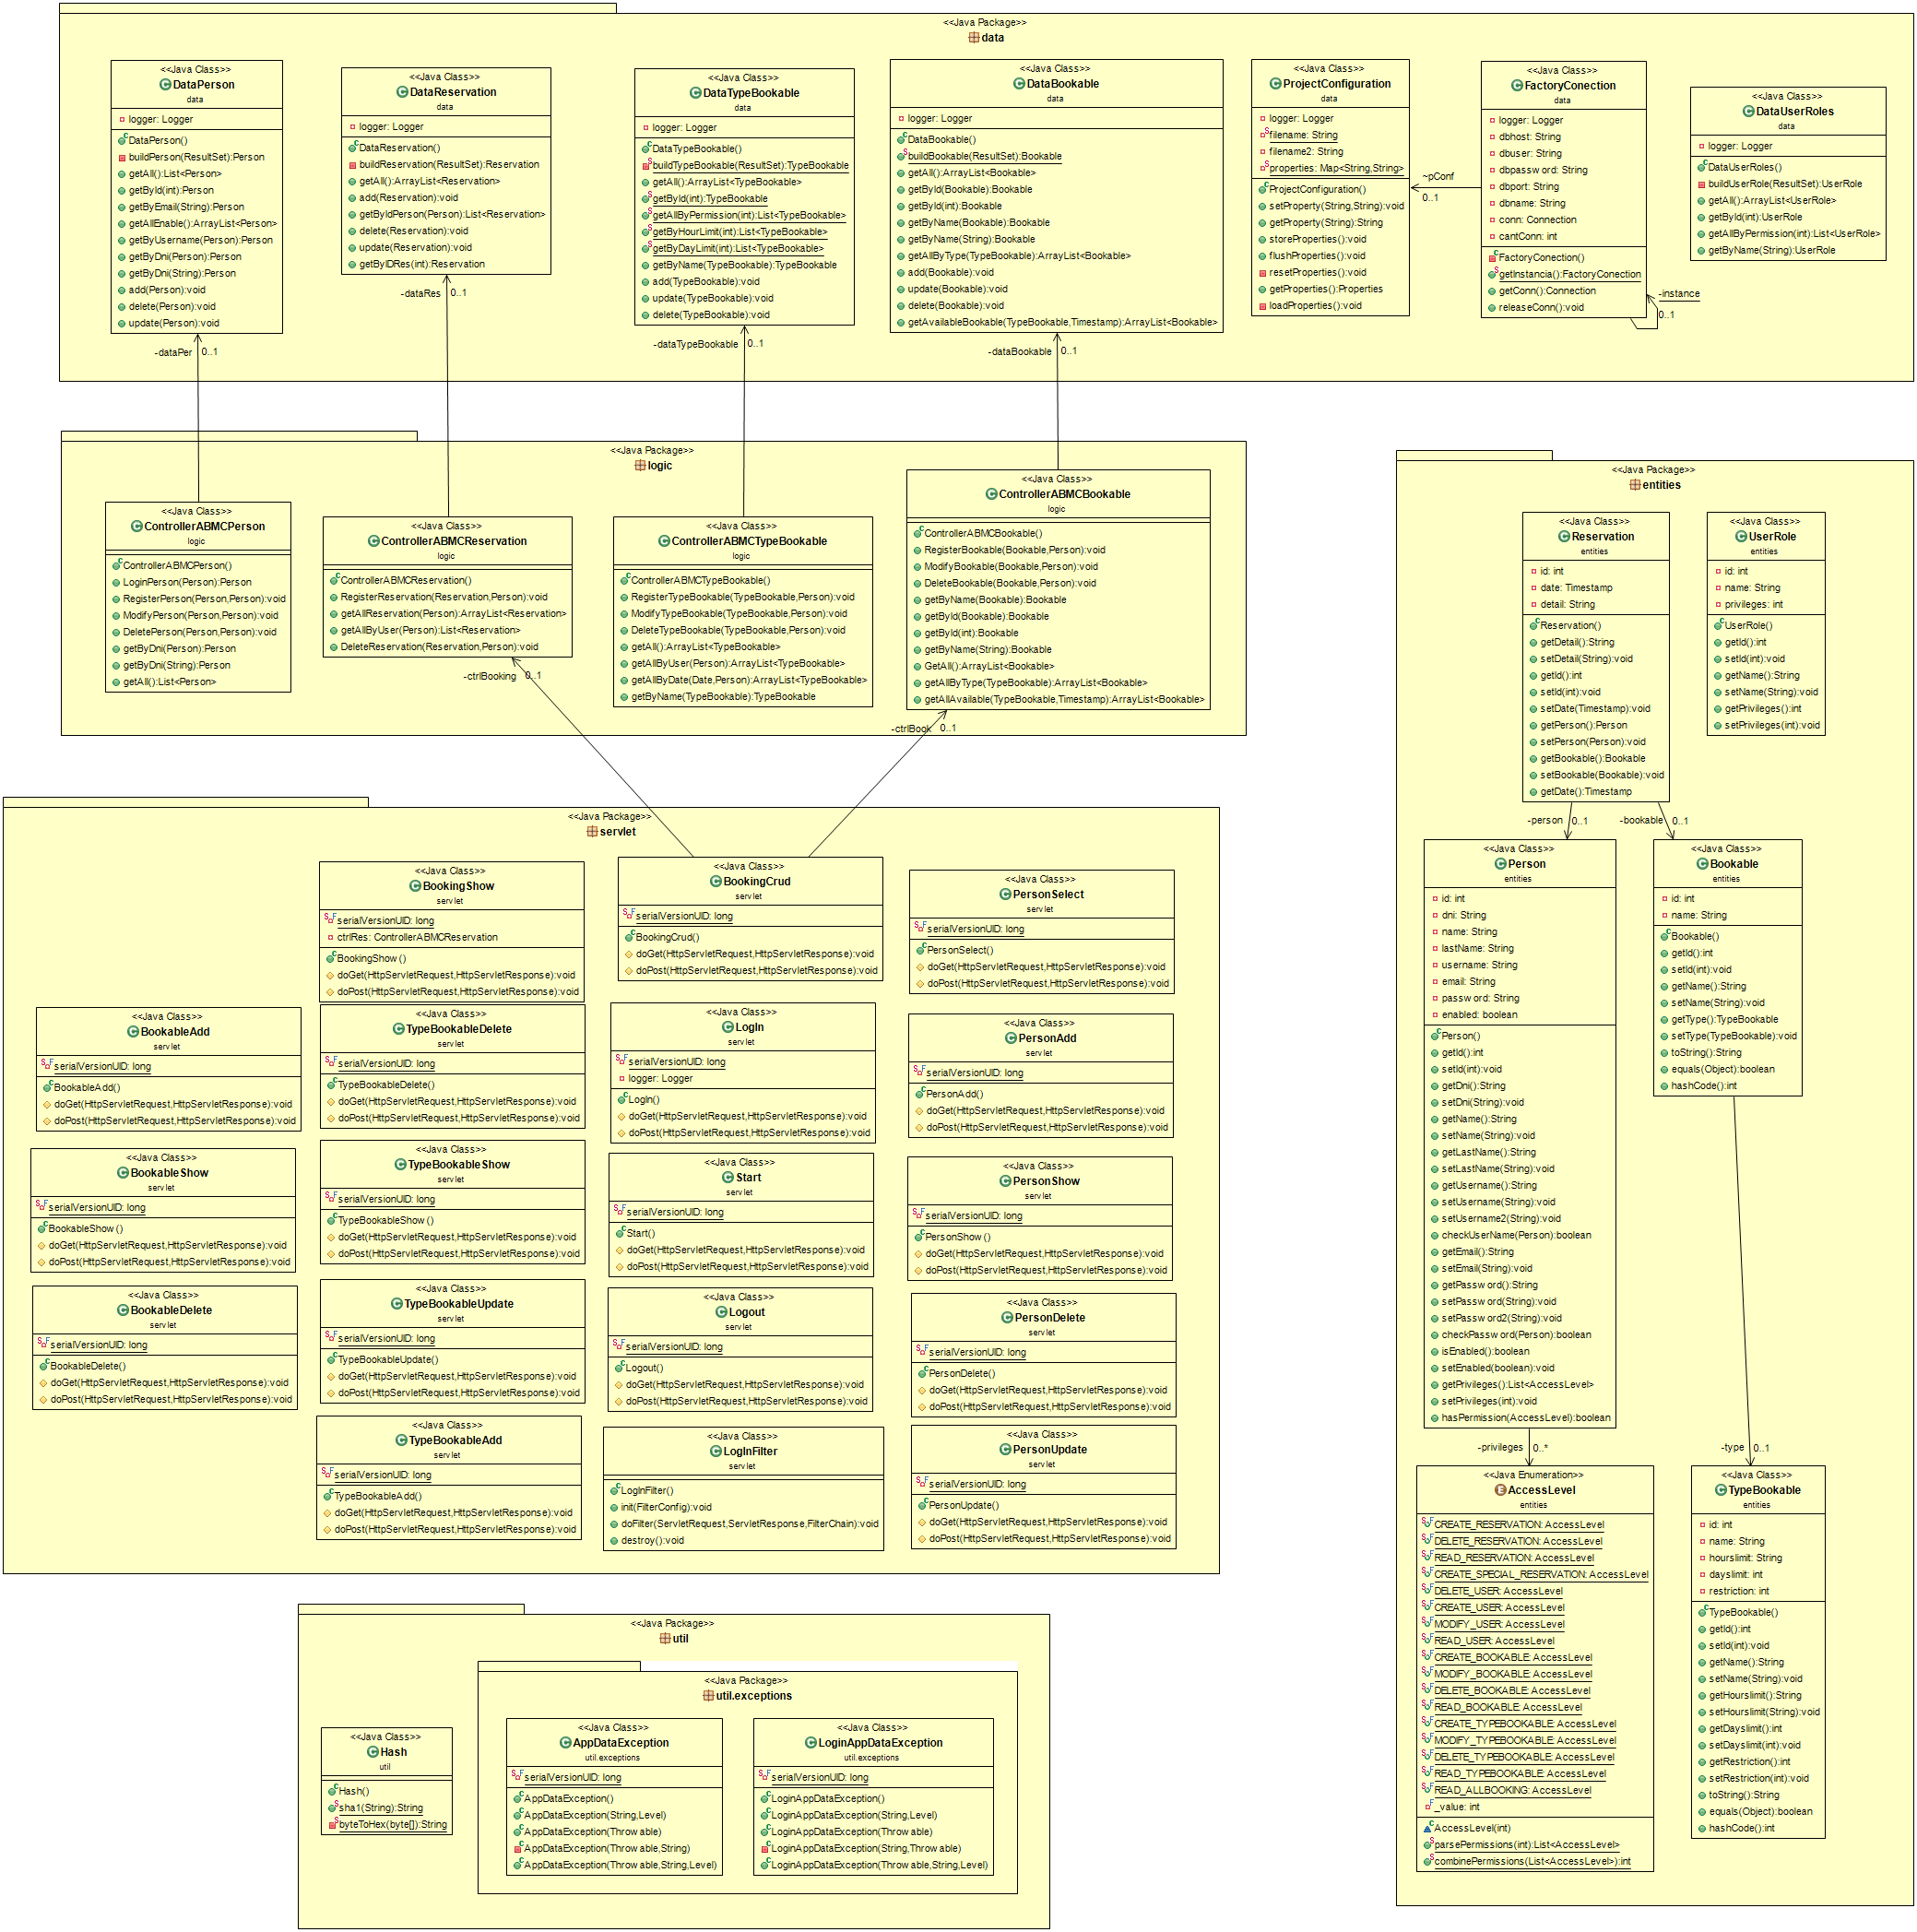 <<Java Package>>
data
<<Java Class>>
DataPerson
data
logger: Logger
DataPerson()
buildPerson(ResultSet):Person
getAll():List<Person>
getById(int):Person
getByEmail(String):Person
getAllEnable():ArrayList<Person>
getByUsername(Person):Person
getByDni(Person):Person
getByDni(String):Person
add(Person):void
delete(Person):void
update(Person):void
<<Java Class>>
DataReservation
data
logger: Logger
DataReservation()
buildReservation(ResultSet):Reservation
getAll():ArrayList<Reservation>
add(Reservation):void
getByIdPerson(Person):List<Reservation>
delete(Reservation):void
update(Reservation):void
getByIDRes(int):Reservation
<<Java Class>>
DataTypeBookable
data
logger: Logger
DataTypeBookable()
buildTypeBookable(ResultSet):TypeBookable
getAll():ArrayList<TypeBookable>
getById(int):TypeBookable
getAllByPermission(int):List<TypeBookable>
getByHourLimit(int):List<TypeBookable>
getByDayLimit(int):List<TypeBookable>
getByName(TypeBookable):TypeBookable
add(TypeBookable):void
update(TypeBookable):void
delete(TypeBookable):void
<<Java Class>>
DataBookable
data
logger: Logger
DataBookable()
buildBookable(ResultSet):Bookable
getAll():ArrayList<Bookable>
getById(Bookable):Bookable
getById(int):Bookable
getByName(Bookable):Bookable
getByName(String):Bookable
getAllByType(TypeBookable):ArrayList<Bookable>
add(Bookable):void
update(Bookable):void
delete(Bookable):void
getAvailableBookable(TypeBookable,Timestamp):ArrayList<Bookable>
<<Java Class>>
ProjectConfiguration
data
logger: Logger
filename: String
filename2: String
properties: Map<String,String>
ProjectConfiguration()
setProperty(String,String):void
getProperty(String):String
storeProperties():void
flushProperties():void
resetProperties():void
getProperties():Properties
loadProperties():void
~pConf
0..1
<<Java Class>>
FactoryConection
data
logger: Logger
dbhost: String
dbuser: String
dbpassword: String
dbport: String
dbname: String
conn: Connection
cantConn: int
FactoryConection()
getInstancia():FactoryConection
getConn():Connection
releaseConn():void
-instance
0..1
<<Java Class>>
DataUserRoles
data
logger: Logger
DataUserRoles()
buildUserRole(ResultSet):UserRole
getAll():ArrayList<UserRole>
getById(int):UserRole
getAllByPermission(int):List<UserRole>
getByName(String):UserRole
-dataPer
0..1
-dataRes
0..1
-dataTypeBookable
0..1
-dataBookable
0..1
<<Java Package>>
logic
<<Java Class>>
ControllerABMCPerson
logic
ControllerABMCPerson()
LoginPerson(Person):Person
RegisterPerson(Person,Person):void
ModifyPerson(Person,Person):void
DeletePerson(Person,Person):void
getByDni(Person):Person
getByDni(String):Person
getAll():List<Person>
<<Java Class>>
ControllerABMCReservation
logic
ControllerABMCReservation()
RegisterReservation(Reservation,Person):void
getAllReservation(Person):ArrayList<Reservation>
getAllByUser(Person):List<Reservation>
DeleteReservation(Reservation,Person):void
<<Java Class>>
ControllerABMCTypeBookable
logic
ControllerABMCTypeBookable()
RegisterTypeBookable(TypeBookable,Person):void
ModifyTypeBookable(TypeBookable,Person):void
DeleteTypeBookable(TypeBookable,Person):void
getAll():ArrayList<TypeBookable>
getAllByUser(Person):ArrayList<TypeBookable>
getAllByDate(Date,Person):ArrayList<TypeBookable>
getByName(TypeBookable):TypeBookable
<<Java Class>>
ControllerABMCBookable
logic
ControllerABMCBookable()
RegisterBookable(Bookable,Person):void
ModifyBookable(Bookable,Person):void
DeleteBookable(Bookable,Person):void
getByName(Bookable):Bookable
getById(Bookable):Bookable
getById(int):Bookable
getByName(String):Bookable
GetAll():ArrayList<Bookable>
getAllByType(TypeBookable):ArrayList<Bookable>
getAllAvailable(TypeBookable,Timestamp):ArrayList<Bookable>
-ctrlBooking
0..1
-ctrlBook
0..1
<<Java Package>>
servlet
<<Java Class>>
BookingShow
servlet
serialVersionUID: long
ctrlRes: ControllerABMCReservation
BookingShow()
doGet(HttpServletRequest,HttpServletResponse):void
doPost(HttpServletRequest,HttpServletResponse):void
<<Java Class>>
BookingCrud
servlet
serialVersionUID: long
BookingCrud()
doGet(HttpServletRequest,HttpServletResponse):void
doPost(HttpServletRequest,HttpServletResponse):void
<<Java Class>>
PersonSelect
servlet
serialVersionUID: long
PersonSelect()
doGet(HttpServletRequest,HttpServletResponse):void
doPost(HttpServletRequest,HttpServletResponse):void
<<Java Class>>
BookableAdd
servlet
serialVersionUID: long
BookableAdd()
doGet(HttpServletRequest,HttpServletResponse):void
doPost(HttpServletRequest,HttpServletResponse):void
<<Java Class>>
TypeBookableDelete
servlet
serialVersionUID: long
TypeBookableDelete()
doGet(HttpServletRequest,HttpServletResponse):void
doPost(HttpServletRequest,HttpServletResponse):void
<<Java Class>>
LogIn
servlet
serialVersionUID: long
logger: Logger
LogIn()
doGet(HttpServletRequest,HttpServletResponse):void
doPost(HttpServletRequest,HttpServletResponse):void
<<Java Class>>
PersonAdd
servlet
serialVersionUID: long
PersonAdd()
doGet(HttpServletRequest,HttpServletResponse):void
doPost(HttpServletRequest,HttpServletResponse):void
<<Java Class>>
BookableShow
servlet
serialVersionUID: long
BookableShow()
doGet(HttpServletRequest,HttpServletResponse):void
doPost(HttpServletRequest,HttpServletResponse):void
<<Java Class>>
TypeBookableShow
servlet
serialVersionUID: long
TypeBookableShow()
doGet(HttpServletRequest,HttpServletResponse):void
doPost(HttpServletRequest,HttpServletResponse):void
<<Java Class>>
Start
servlet
serialVersionUID: long
Start()
doGet(HttpServletRequest,HttpServletResponse):void
doPost(HttpServletRequest,HttpServletResponse):void
<<Java Class>>
PersonShow
servlet
serialVersionUID: long
PersonShow()
doGet(HttpServletRequest,HttpServletResponse):void
doPost(HttpServletRequest,HttpServletResponse):void
<<Java Class>>
BookableDelete
servlet
serialVersionUID: long
BookableDelete()
doGet(HttpServletRequest,HttpServletResponse):void
doPost(HttpServletRequest,HttpServletResponse):void
<<Java Class>>
TypeBookableUpdate
servlet
serialVersionUID: long
TypeBookableUpdate()
doGet(HttpServletRequest,HttpServletResponse):void
doPost(HttpServletRequest,HttpServletResponse):void
<<Java Class>>
Logout
servlet
serialVersionUID: long
Logout()
doGet(HttpServletRequest,HttpServletResponse):void
doPost(HttpServletRequest,HttpServletResponse):void
<<Java Class>>
PersonDelete
servlet
serialVersionUID: long
PersonDelete()
doGet(HttpServletRequest,HttpServletResponse):void
doPost(HttpServletRequest,HttpServletResponse):void
<<Java Class>>
TypeBookableAdd
servlet
serialVersionUID: long
TypeBookableAdd()
doGet(HttpServletRequest,HttpServletResponse):void
doPost(HttpServletRequest,HttpServletResponse):void
<<Java Class>>
LogInFilter
servlet
LogInFilter()
init(FilterConfig):void
doFilter(ServletRequest,ServletResponse,FilterChain):void
destroy():void
<<Java Class>>
PersonUpdate
servlet
serialVersionUID: long
PersonUpdate()
doGet(HttpServletRequest,HttpServletResponse):void
doPost(HttpServletRequest,HttpServletResponse):void
<<Java Package>>
entities
<<Java Class>>
Reservation
entities
id: int
date: Timestamp
detail: String
Reservation()
getDetail():String
setDetail(String):void
getId():int
setId(int):void
setDate(Timestamp):void
getPerson():Person
setPerson(Person):void
getBookable():Bookable
setBookable(Bookable):void
getDate():Timestamp
<<Java Class>>
UserRole
entities
id: int
name: String
privileges: int
UserRole()
getId():int
setId(int):void
getName():String
setName(String):void
getPrivileges():int
setPrivileges(int):void
-person
0..1
-bookable
0..1
<<Java Class>>
Person
entities
id: int
dni: String
name: String
lastName: String
username: String
email: String
password: String
enabled: boolean
Person()
getId():int
setId(int):void
getDni():String
setDni(String):void
getName():String
setName(String):void
getLastName():String
setLastName(String):void
getUsername():String
setUsername(String):void
setUsername2(String):void
checkUserName(Person):boolean
getEmail():String
setEmail(String):void
getPassword():String
setPassword(String):void
setPassword2(String):void
checkPassword(Person):boolean
isEnabled():boolean
setEnabled(boolean):void
getPrivileges():List<AccessLevel>
setPrivileges(int):void
hasPermission(AccessLevel):boolean
<<Java Class>>
Bookable
entities
id: int
name: String
Bookable()
getId():int
setId(int):void
getName():String
setName(String):void
getType():TypeBookable
setType(TypeBookable):void
toString():String
equals(Object):boolean
hashCode():int
-privileges
0..*
-type
0..1
<<Java Enumeration>>
AccessLevel
entities
CREATE_RESERVATION: AccessLevel
DELETE_RESERVATION: AccessLevel
READ_RESERVATION: AccessLevel
CREATE_SPECIAL_RESERVATION: AccessLevel
DELETE_USER: AccessLevel
CREATE_USER: AccessLevel
MODIFY_USER: AccessLevel
READ_USER: AccessLevel
CREATE_BOOKABLE: AccessLevel
MODIFY_BOOKABLE: AccessLevel
DELETE_BOOKABLE: AccessLevel
READ_BOOKABLE: AccessLevel
CREATE_TYPEBOOKABLE: AccessLevel
MODIFY_TYPEBOOKABLE: AccessLevel
DELETE_TYPEBOOKABLE: AccessLevel
READ_TYPEBOOKABLE: AccessLevel
READ_ALLBOOKING: AccessLevel
_value: int
AccessLevel(int)
parsePermissions(int):List<AccessLevel>
combinePermissions(List<AccessLevel>):int
<<Java Class>>
TypeBookable
entities
id: int
name: String
hourslimit: String
dayslimit: int
restriction: int
TypeBookable()
getId():int
setId(int):void
getName():String
setName(String):void
getHourslimit():String
setHourslimit(String):void
getDayslimit():int
setDayslimit(int):void
getRestriction():int
setRestriction(int):void
toString():String
equals(Object):boolean
hashCode():int
<<Java Package>>
util
<<Java Class>>
Hash
util
Hash()
sha1(String):String
byteToHex(byte[]):String
<<Java Package>>
util.exceptions
<<Java Class>>
AppDataException
util.exceptions
serialVersionUID: long
AppDataException()
AppDataException(String,Level)
AppDataException(Throwable)
AppDataException(Throwable,String)
AppDataException(Throwable,String,Level)
<<Java Class>>
LoginAppDataException
util.exceptions
serialVersionUID: long
LoginAppDataException()
LoginAppDataException(String,Level)
LoginAppDataException(Throwable)
LoginAppDataException(String,Throwable)
LoginAppDataException(Throwable,String,Level)